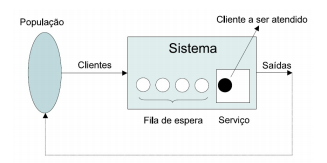 Cliente a ser atendido
População
Sistema
Clientes
Saídas
Fila de espera
Serviço